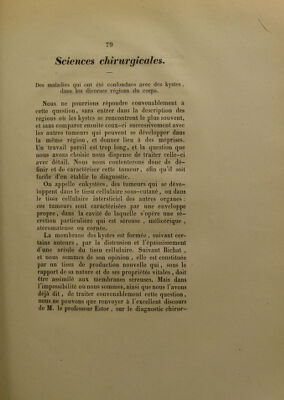 79
Sciences chirurgicales.
Des maladies qui ont été confondues avec des kystes,
dans les diverses régions du corps.
Nous ne pourrions répondre convenablement à
cette question, sans entrer dans la description des
régions où les kystes se rencontrent le plus souvent,
et sans comparer ensuite ceux-ci successivement avec
les autres tumeurs qui peuvent se développer dans
la même région, et donner lieu à des méprises.
Un travail pareil est trop long, et la question que
nous avons choisie nous dispense de traiter celle-ci
avec détail. Nous nous contenterons donc de dé-
finir et de caractériser cette tumeur, afin qu'il soit
facile d'en établir le diagnostic.
On appelle enkystées, des tumeurs qui se déve-
loppent dans le tissu cellulaire sous-cutané, ou dans
le tissu cellulaire interstitiel des autres organes :
ces tumeurs sont caractérisées par une enveloppe
propre, dans la cavité de laquelle s'opère une sé-
crétion particulière qui est séreuse, mélicérique,
atéromateuse ou cornée.
La membrane des kystes est formée, suivant cer-
tains auteurs, par la distension et l'épaississement
d'une aréole du tissu cellulaire. Suivant Bichat,
et nous sommes de son opinion, elle est constituée
par un tissu de production nouvelle qui, sous le
rapport de sa nature et de ses propriétés vitales, doit
être assimilé aux membranes séreuses. Mais dans
l'impossibilité où nous sommes, ainsi que nous l'avons
déjà dit, de traiter convenablement cette question,
nous ne pouvons que renvoyer à l'excellent discours
de M. le professeur Estor, sur le diagnostic chirur-